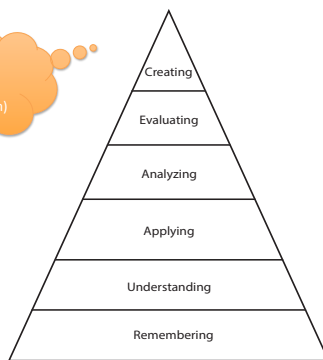 Creating
Evaluating
Analyzing
Applying
Understanding
Remembering